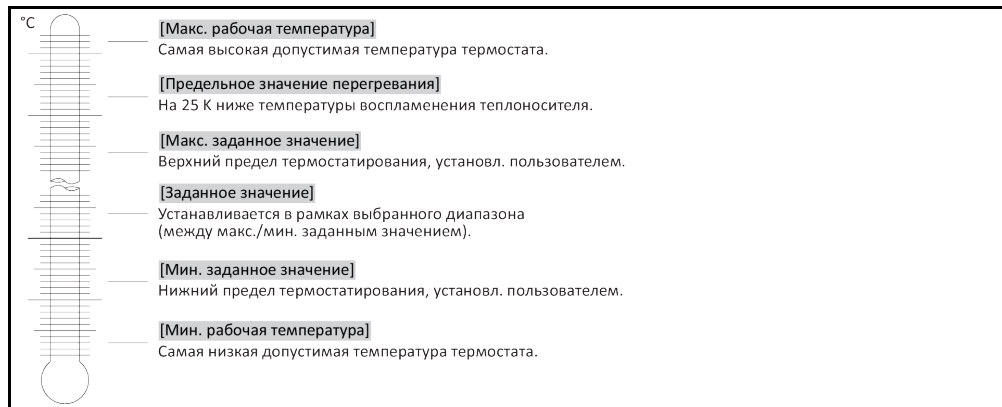 °C
[Макс. рабочая температура]
Самая высокая допустимая температура термостата.
[Предельное значение перегревания]
На 25 K ниже температуры воспламенения теплоносителя.
[Макс. заданное значение]
Верхний предел термостатирования, установл. пользователем.
[Заданное значение]
Устанавливается в рамках выбранного диапазона
(между макс./мин. заданным значением).
[Мин. заданное значение]
Нижний предел термостатирования, установл. пользователем.
[Мин. рабочая температура]
Самая низкая допустимая температура термостата.